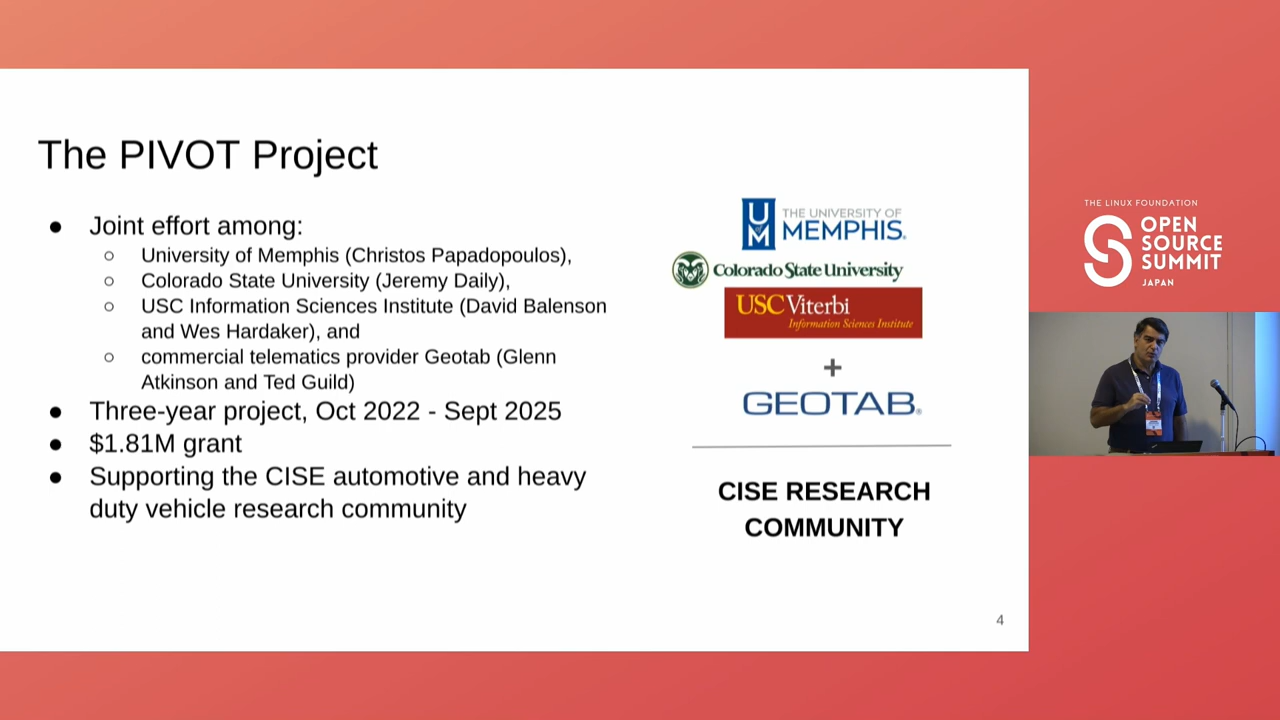 The PIVOT Project
● Joint effort among:
○ University of Memphis (Christos Papadopoulos),
○ Colorado State University (Jeremy Daily),
○ USC Information Sciences Institute (David Balenson
and Wes Hardaker), and
○ commercial telematics provider Geotab (Glenn
Atkinson and Ted Guild)
● Three-year project, Oct 2022 - Sept 2025
● $1.81M grant
● Supporting the CISE automotive and heavy
duty vehicle research community
UM
THE UNIVERSITY OF
MEMPHIS.
Colorado State University
USC Viterbi
Information Sciences Institute
+
GEOTAB®
CISE RESEARCH
COMMUNITY
4
THE LINUX FOUNDATION
OPEN
SOURCE
SUMMIT
JAPAN